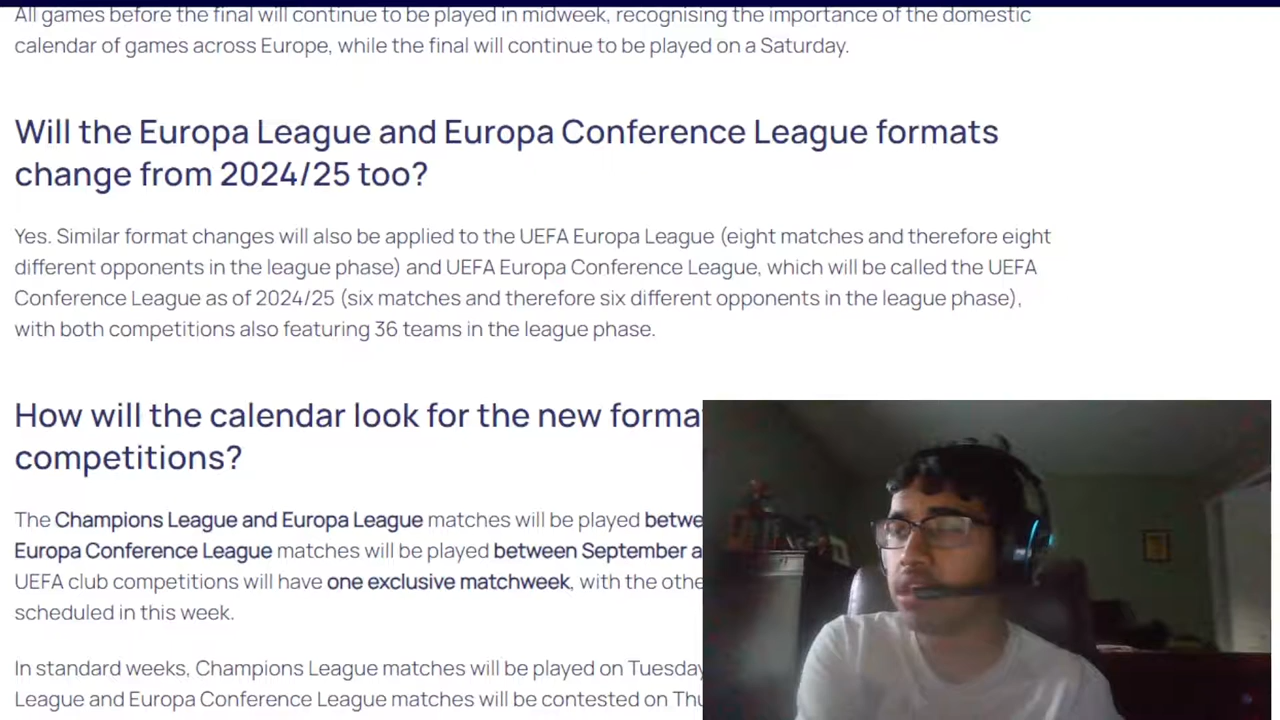 All games before the final will continue to be played in midweek, recognising the importance of the domestic
calendar of games across Europe, while the final will continue to be played on a Saturday.
Will the Europa League and Europa Conference League formats
change from 2024/25 too?
Yes. Similar format changes will also be applied to the UEFA Europa League (eight matches and therefore eight
different opponents in the league phase) and UEFA Europa Conference League, which will be called the UEFA
Conference League as of 2024/25 (six matches and therefore six different opponents in the league phase),
with both competitions also featuring 36 teams in the league phase.
How will the calendar look for the new forma
competitions?
The Champions League and Europa League matches will be played betwe
Europa Conference League matches will be played between September a
UEFA club competitions will have one exclusive matchweek, with the othe
scheduled in this week.
In standard weeks, Champions League matches will be played on Tuesday
League and Europa Conference League matches will be contested on Thu